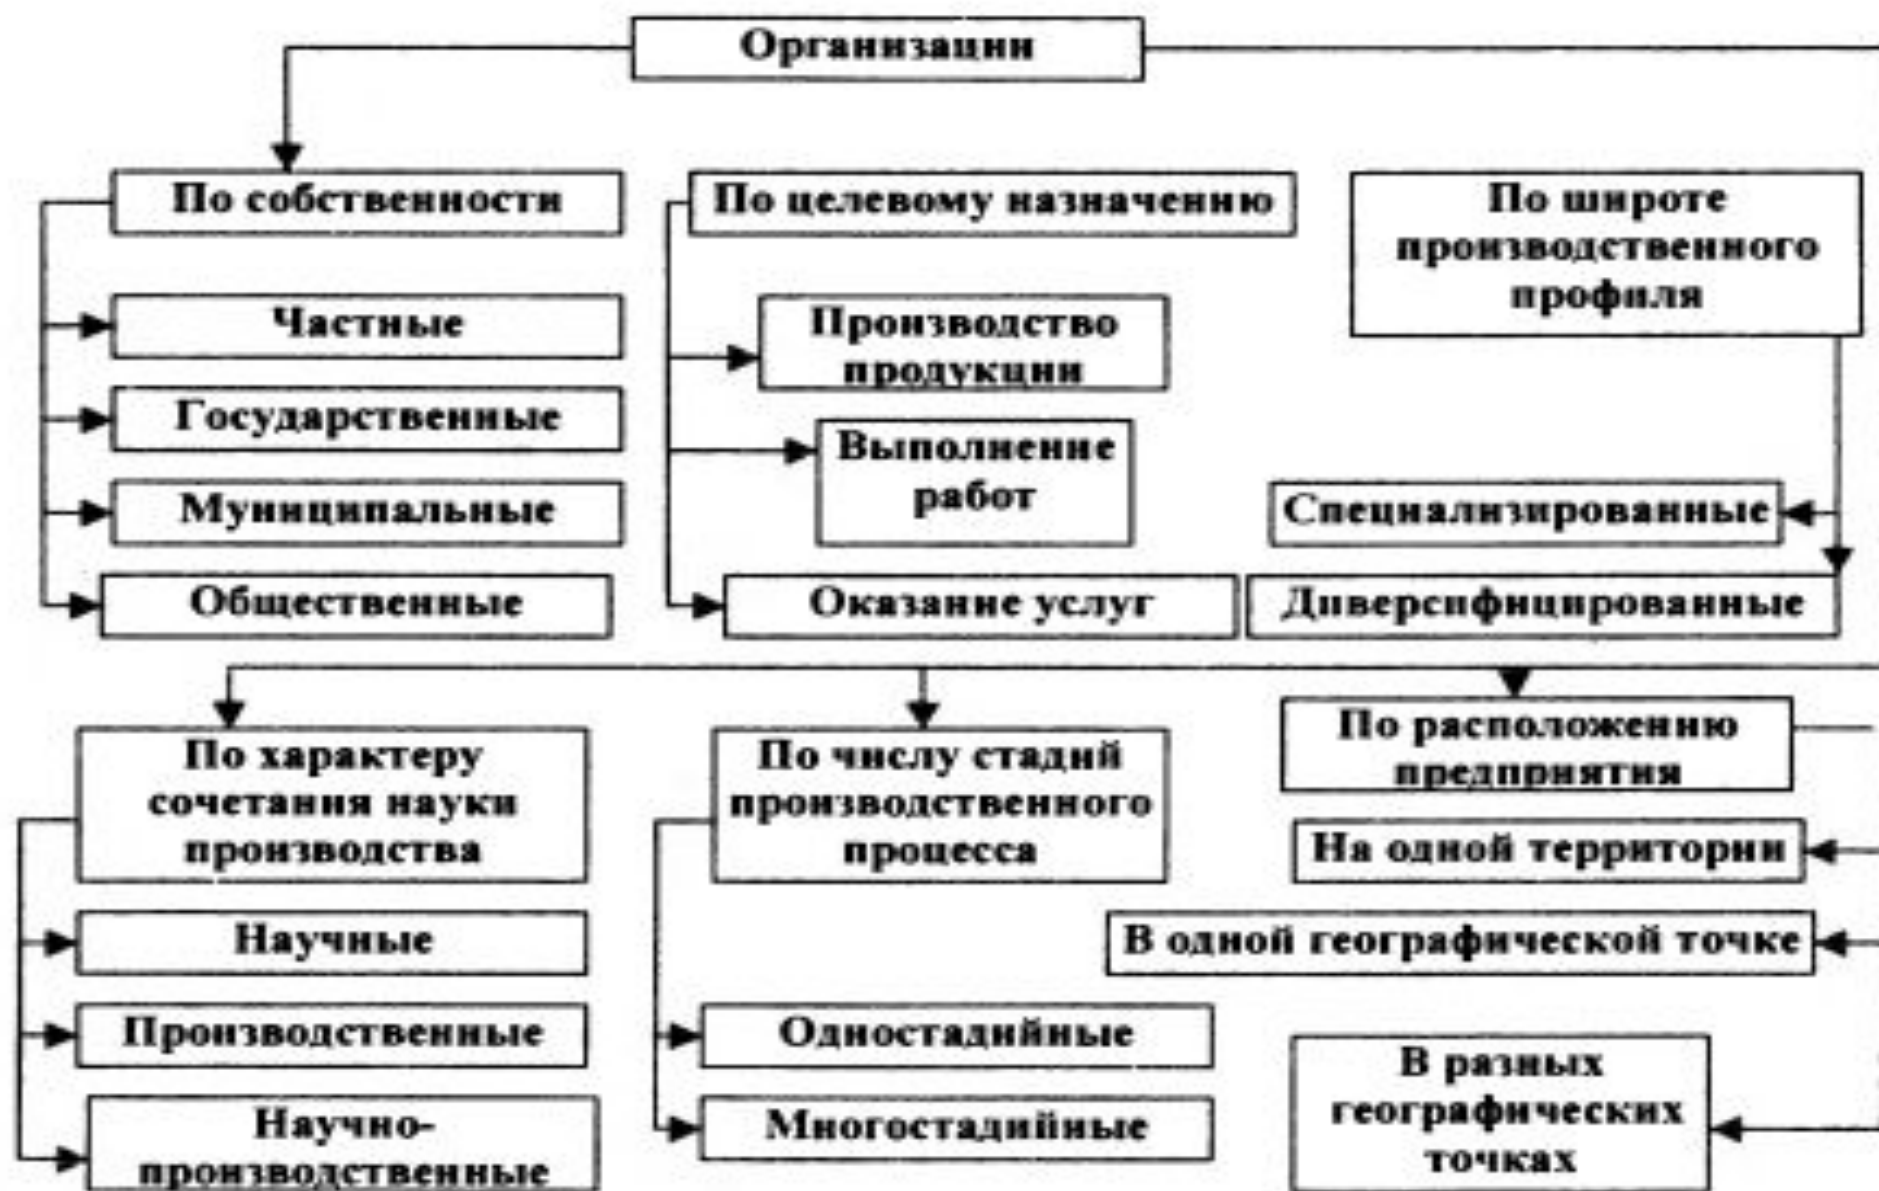 Организации
По собственности
Частные
Государственные
Муниципальные
Общественные
По целевому назначению
Производство
продукции
Выполнение
работ
Оказание услуг
По широте
производственного
профиля
Специализированные
Диверсифицированные
По характеру
сочетания науки
производства
Научные
Производственные
Научно-
производственные
По числу стадий
производственного
процесса
Одностадийные
Многостадийные
По расположению
предприятия
На одной территории
В одной географической точке
В разных
географических
точках